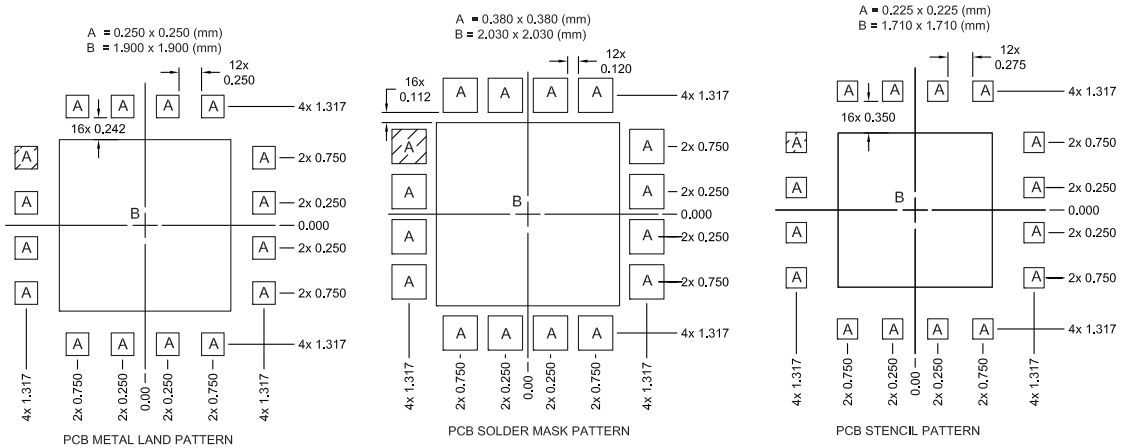 A = 0.250 x 0.250 (mm)
B = 1.900 x 1.900 (mm)
12x
0.250
A A A A
4x 1.317
16x 0.242
A A
2x 0.750
A A
2x 0.250
B
0.000
A A
2x 0.250
A A
2x 0.750
A A A A
4x 1.317
4x 1.317
2x 0.750
2x 0.250
0.00
2x 0.250
2x 0.750
4x 1.317
PCB METAL LAND PATTERN
A = 0.380 x 0.380 (mm)
B = 2.030 x 2.030 (mm)
12x
0.120
16x
0.112
A A A A
4x 1.317
A A
2x 0.750
A A
2x 0.250
B
0.000
A A
2x 0.250
A A
2x 0.750
A A A A
4x 1.317
4x 1.317
2x 0.750
2x 0.250
0.00
2x 0.250
2x 0.750
4x 1.317
PCB SOLDER MASK PATTERN
A = 0.225 x 0.225 (mm)
B = 1.710 x 1.710 (mm)
12x
0.275
A A A A
4x 1.317
16x 0.350
A A
2x 0.750
A A
2x 0.250
B
0.000
A A
2x 0.250
A A
2x 0.750
A A A A
4x 1.317
4x 1.317
2x 0.750
2x 0.250
0.00
2x 0.250
2x 0.750
4x 1.317
PCB STENCIL PATTERN